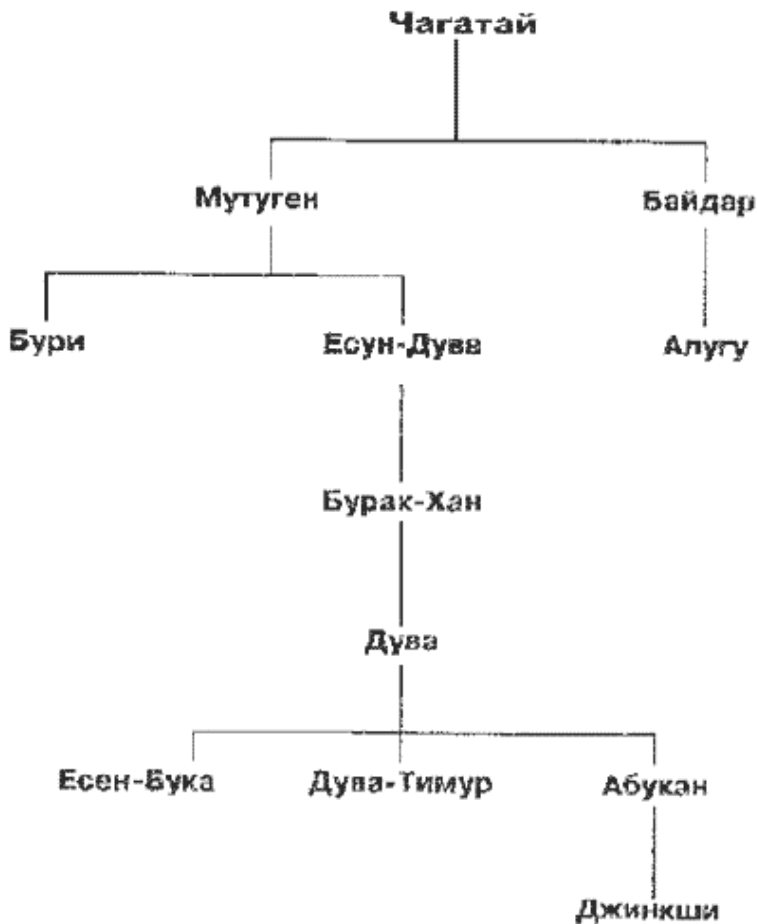 Чагатай
Мутуген
Байдар
Бури
Есун-Дува
Алугу
Бурак-Хан
Дува
Есен-Бука
Дува-Тимур
Абукан
Джинкши